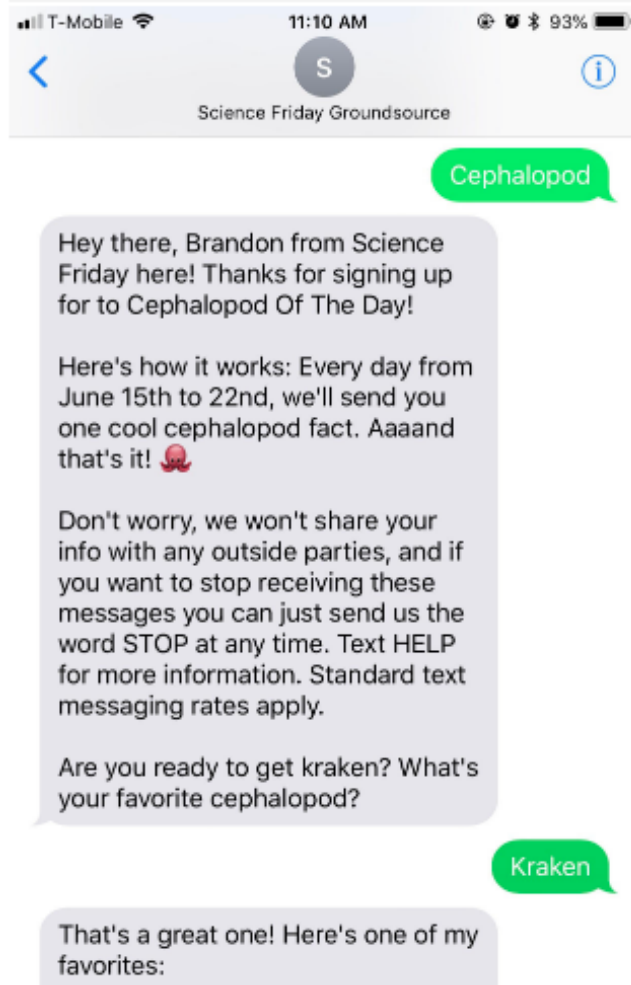 T-Mobile 11:10 AM 93%
S
Science Friday Groundsource
Cephalopod
Hey there, Brandon from Science
Friday here! Thanks for signing up
for to Cephalopod Of The Day!
Here's how it works: Every day from
June 15th to 22nd, we'll send you
one cool cephalopod fact. Aaaand
that's it! 🐙
Don't worry, we won't share your
info with any outside parties, and if
you want to stop receiving these
messages you can just send us the
word STOP at any time. Text HELP
for more information. Standard text
messaging rates apply.
Are you ready to get kraken? What's
your favorite cephalopod?
Kraken
That's a great one! Here's one of my
favorites: